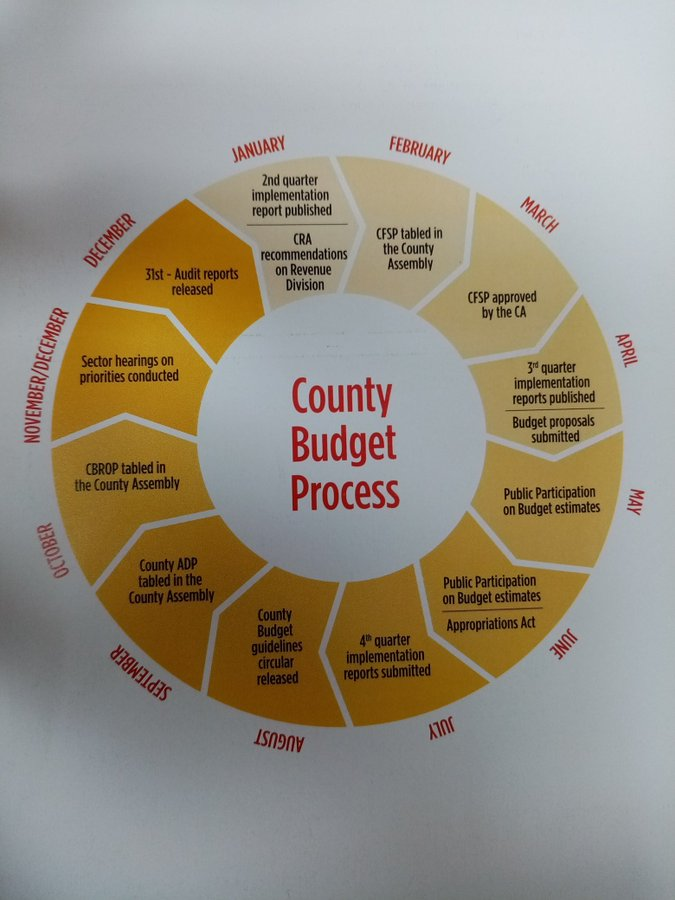 County
Budget
Process
JANUARY
2nd quarter
implementation
report published
CRA
recommendations
on Revenue
Division
FEBRUARY
CFSP tabled in
the County
Assembly
MARCH
CFSP approved
by the CA
APRIL
3rd quarter
implementation
reports published
Budget proposals
submitted
MAY
Public Participation
on Budget estimates
JUNE
Public Participation
on Budget estimates
Appropriations Act
JULY
4th quarter
implementation
reports submitted
AUGUST
County
Budget
guidelines
circular
released
SEPTEMBER
County ADP
tabled in the
County Assembly
OCTOBER
CBROP tabled in
the County Assembly
NOVEMBER/DECEMBER
Sector hearings on
priorities conducted
DECEMBER
31st - Audit reports
released